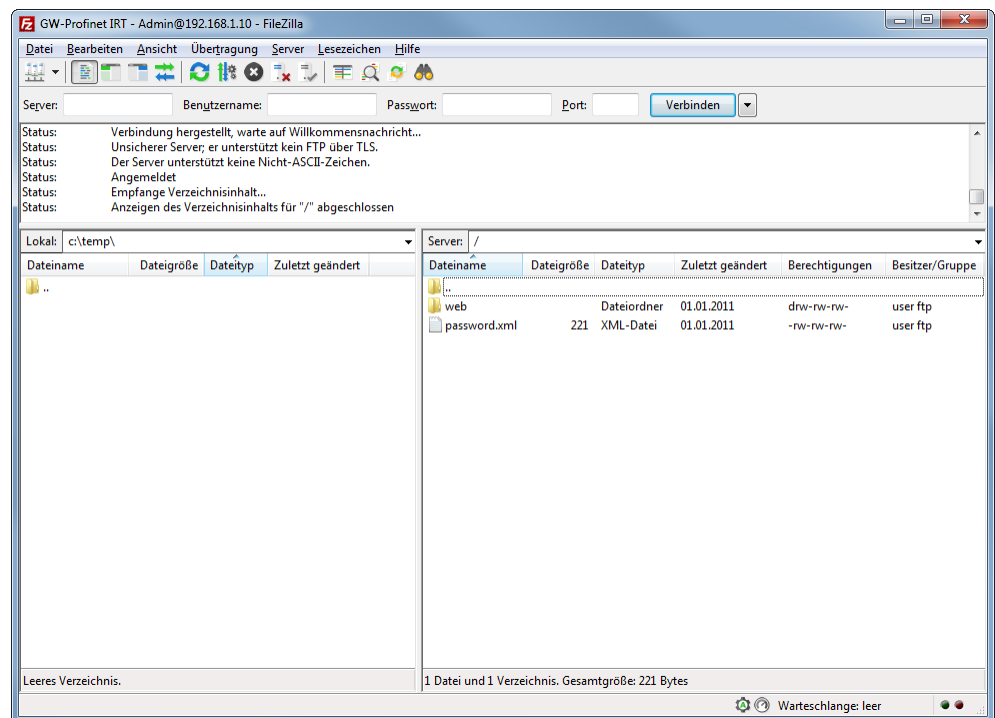 GW-Profinet IRT - Admin@192.168.1.10 - FileZilla
Datei Bearbeiten Ansicht Übertragung Server Lesezeichen Hilfe
Server: Benutzername: Passwort: Port: Verbinden
Status: Verbindung hergestellt, warte auf Willkommensnachricht...
Status: Unsicherer Server; er unterstützt kein FTP über TLS.
Status: Der Server unterstützt keine Nicht-ASCII-Zeichen.
Status: Angemeldet
Status: Empfange Verzeichnisinhalt...
Status: Anzeigen des Verzeichnisinhalts für "/" abgeschlossen
Lokal: c:\temp\
Dateiname Dateigröße Dateityp Zuletzt geändert
..
Leeres Verzeichnis.
Server: /
Dateiname Dateigröße Dateityp Zuletzt geändert Berechtigungen Besitzer/Gruppe
..
web Dateiordner 01.01.2011 drw-rw-rw- user ftp
password.xml 221 XML-Datei 01.01.2011 -rw-rw-rw- user ftp
1 Datei und 1 Verzeichnis. Gesamtgröße: 221 Bytes
Warteschlange: leer